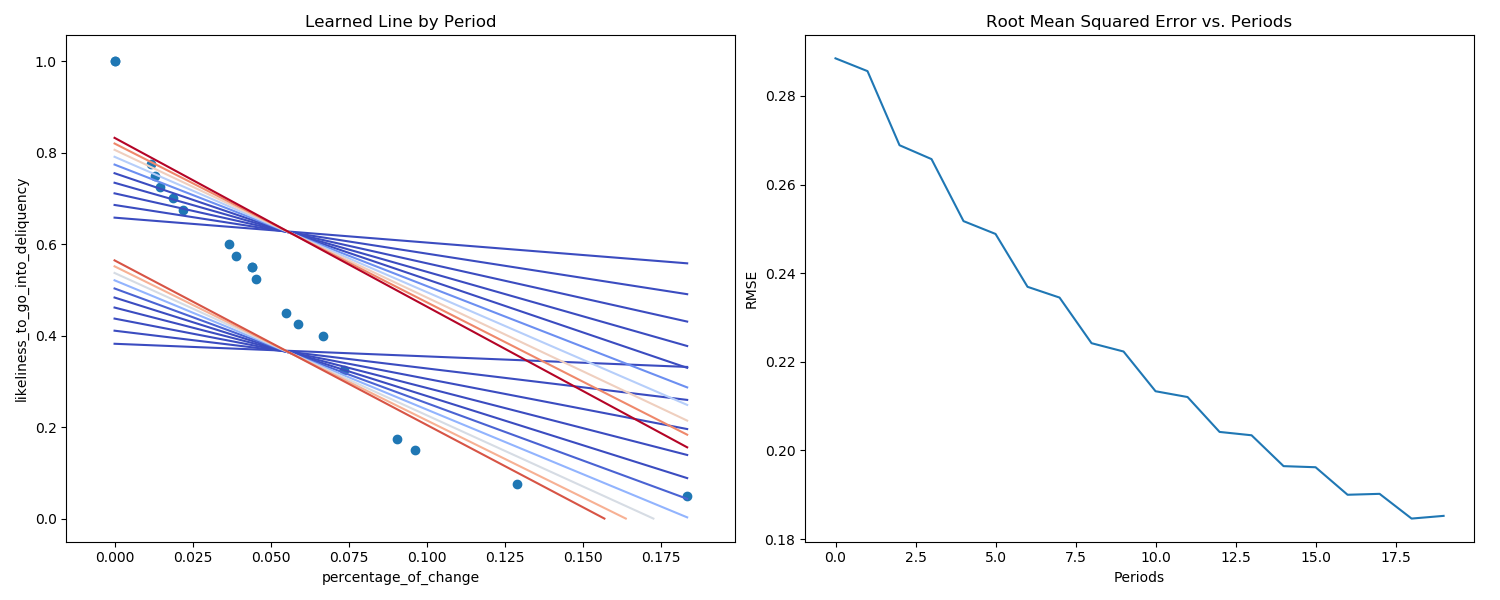 Learned Line by Period
likeliness_to_go_into_deliquency
1.0
0.8
0.6
0.4
0.2
0.0
0.000 0.025 0.050 0.075 0.100 0.125 0.150 0.175
percentage_of_change
Root Mean Squared Error vs. Periods
RMSE
0.28
0.26
0.24
0.22
0.20
0.18
0.0 2.5 5.0 7.5 10.0 12.5 15.0 17.5
Periods